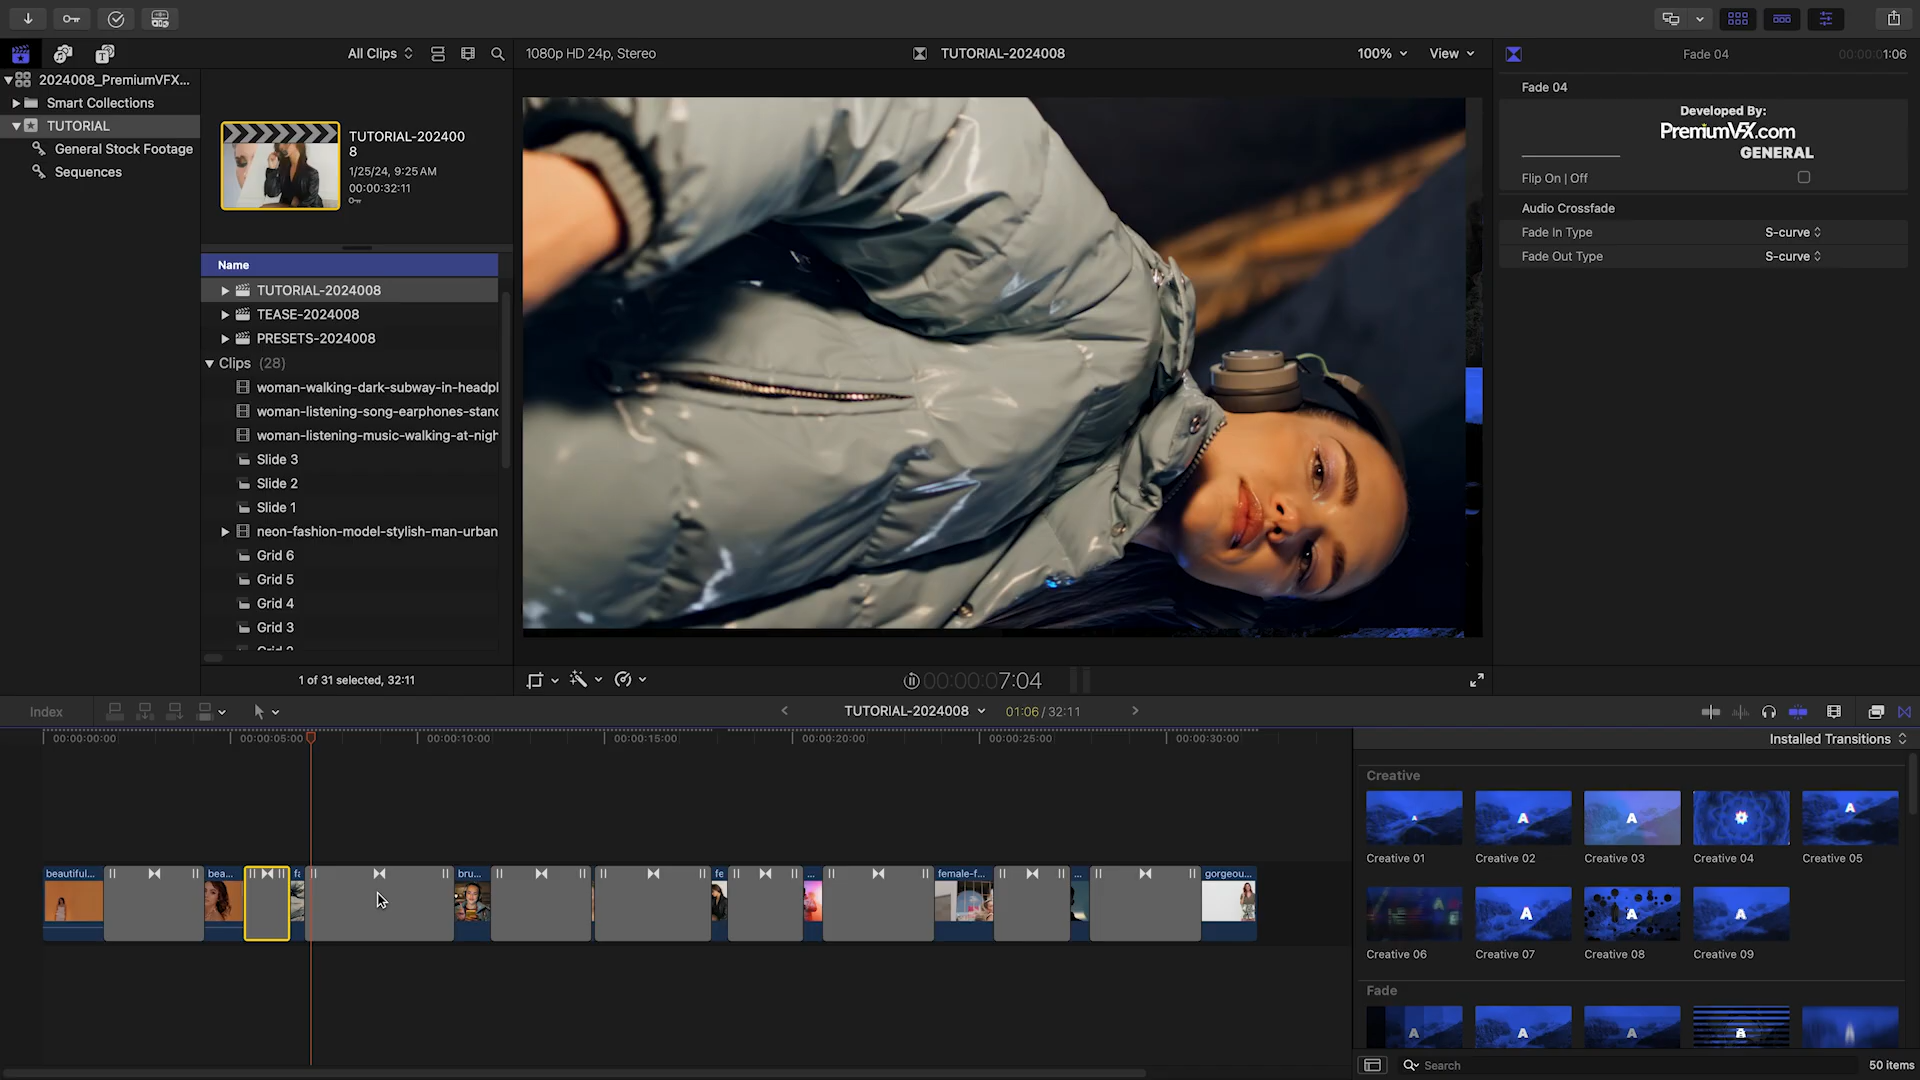 All Clips
1080p HD 24p, Stereo
TUTORIAL-2024008
100%
View
Fade 04
00:00:01:06
2024008_PremiumVFX...
Smart Collections
TUTORIAL
General Stock Footage
Sequences
TUTORIAL-202400
8
1/25/24, 9:25 AM
00:00:32:11
Fade 04
Developed By:
PremiumVFX.com
GENERAL
Flip On | Off
Audio Crossfade
Fade In Type
S-curve
Fade Out Type
S-curve
Name
TUTORIAL-2024008
TEASE-2024008
PRESETS-2024008
Clips (28)
woman-walking-dark-subway-in-headpl
woman-listening-song-earphones-stanc
woman-listening-music-walking-at-nigh
Slide 3
Slide 2
Slide 1
neon-fashion-model-stylish-man-urban
Grid 6
Grid 5
Grid 4
Grid 3
1 of 31 selected, 32:11
00:00:07:04
Index
TUTORIAL-2024008
01:06 / 32:11
00:00:00:00
00:00:05:00
00:00:10:00
00:00:15:00
00:00:20:00
00:00:25:00
00:00:30:00
Installed Transitions
Creative
A
A
A
A
Creative 01
Creative 02
Creative 03
Creative 04
Creative 05
beautiful...
bea...
fa
bru...
fe
...
female-f...
...
gorgeou...
A
A
A
Creative 06
Creative 07
Creative 08
Creative 09
Fade
A
A
A
A
Search
50 items